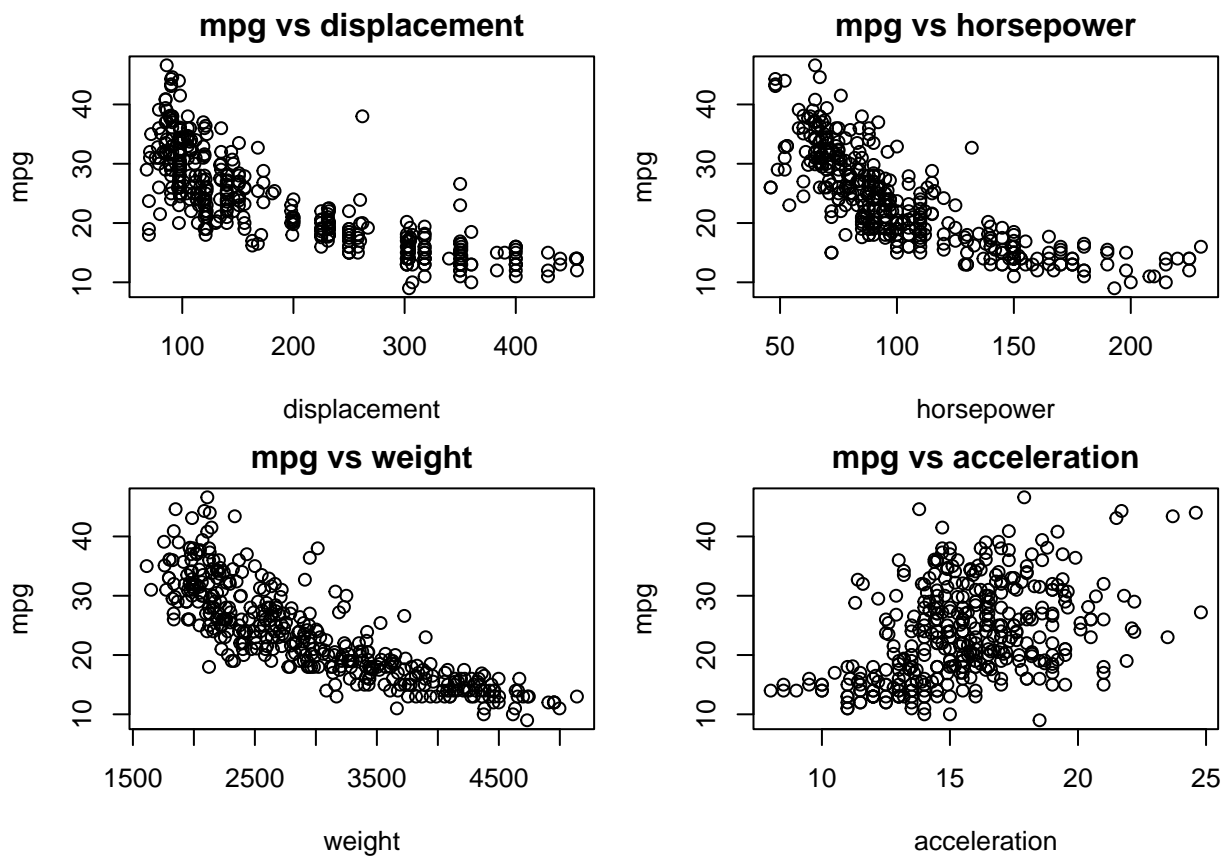 mpg vs displacement
mpg
40
30
20
10
100 200 300 400
displacement
mpg vs horsepower
mpg
40
30
20
10
50 100 150 200
horsepower
mpg vs weight
mpg
40
30
20
10
1500 2500 3500 4500
weight
mpg vs acceleration
mpg
40
30
20
10
10 15 20 25
acceleration